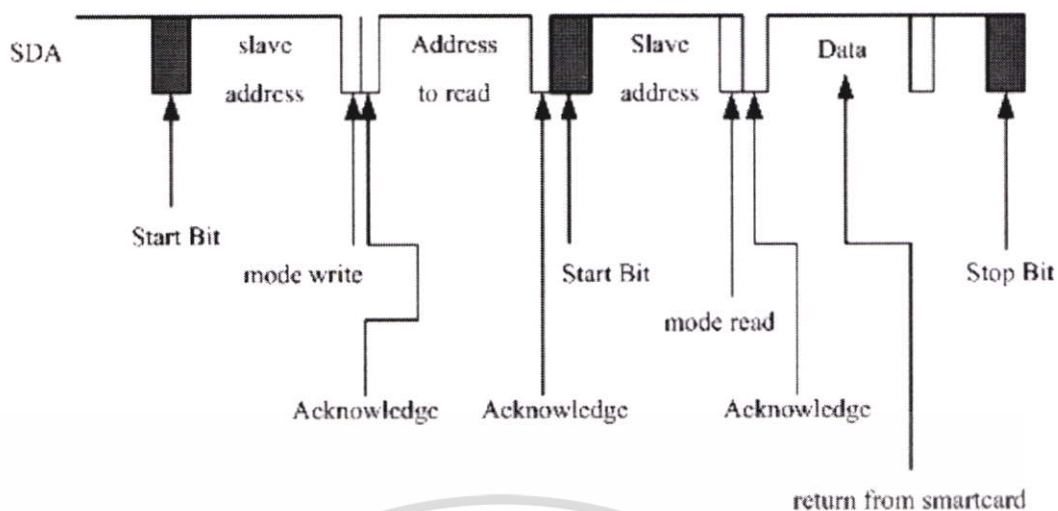 SDA
slave
address
Address
to read
Slave
address
Data
Start Bit
mode write
Start Bit
Stop Bit
mode read
Acknowledge
Acknowledge
Acknowledge
return from smartcard